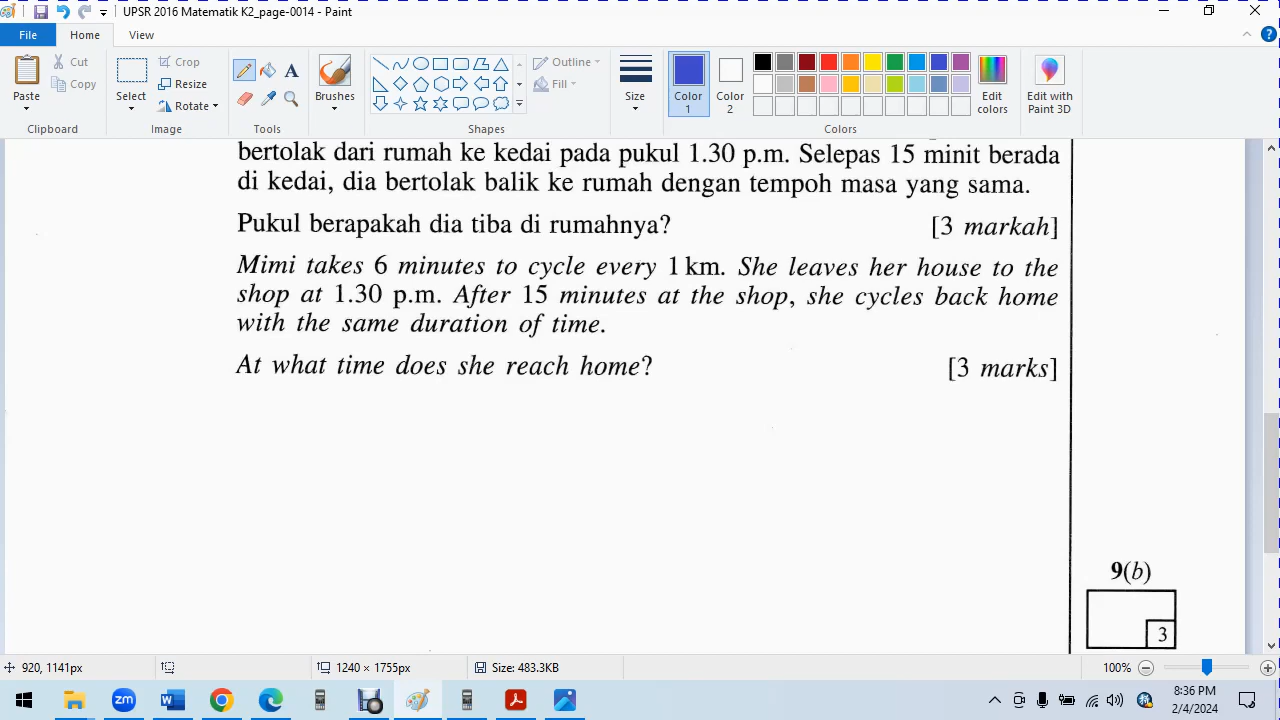 UPSR 2016 Matematik K2_page-0014 - Paint
File Home View
Paste Cut Copy Select Crop Resize Rotate Brushes Outline Fill Size Color 1 Color 2 Edit colors Edit with Paint 3D
Clipboard Image Tools Shapes Colors
bertolak dari rumah ke kedai pada pukul 1.30 p.m. Selepas 15 minit berada
di kedai, dia bertolak balik ke rumah dengan tempoh masa yang sama.
Pukul berapakah dia tiba di rumahnya? [3 markah]
Mimi takes 6 minutes to cycle every 1 km. She leaves her house to the
shop at 1.30 p.m. After 15 minutes at the shop, she cycles back home
with the same duration of time.
At what time does she reach home? [3 marks]
9(b)
3
920, 1141px 1240 × 1755px Size: 483.3KB 100%
8:36 PM
2/4/2024